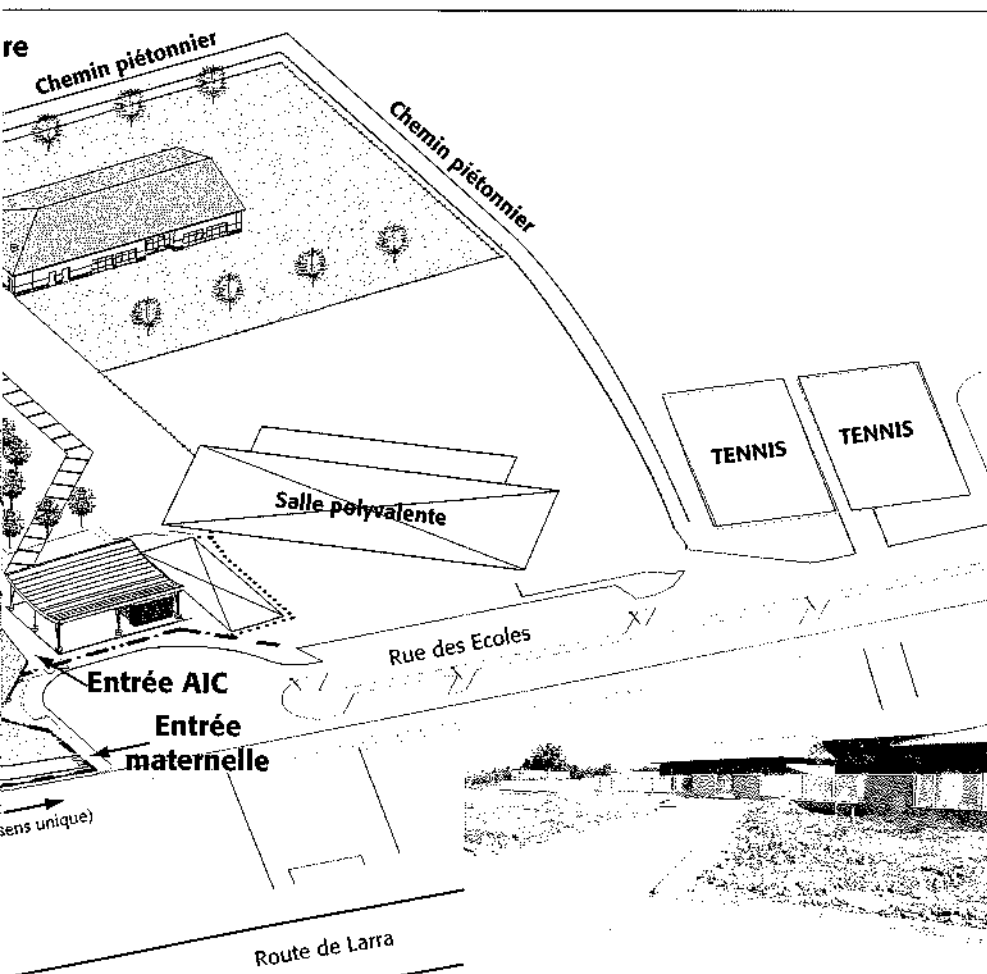 re
Chemin piétonnier
Chemin piétonnier
TENNIS
TENNIS
Salle polyvalente
Rue des Ecoles
Entrée AIC
Entrée
maternelle
sens unique)
Route de Larra